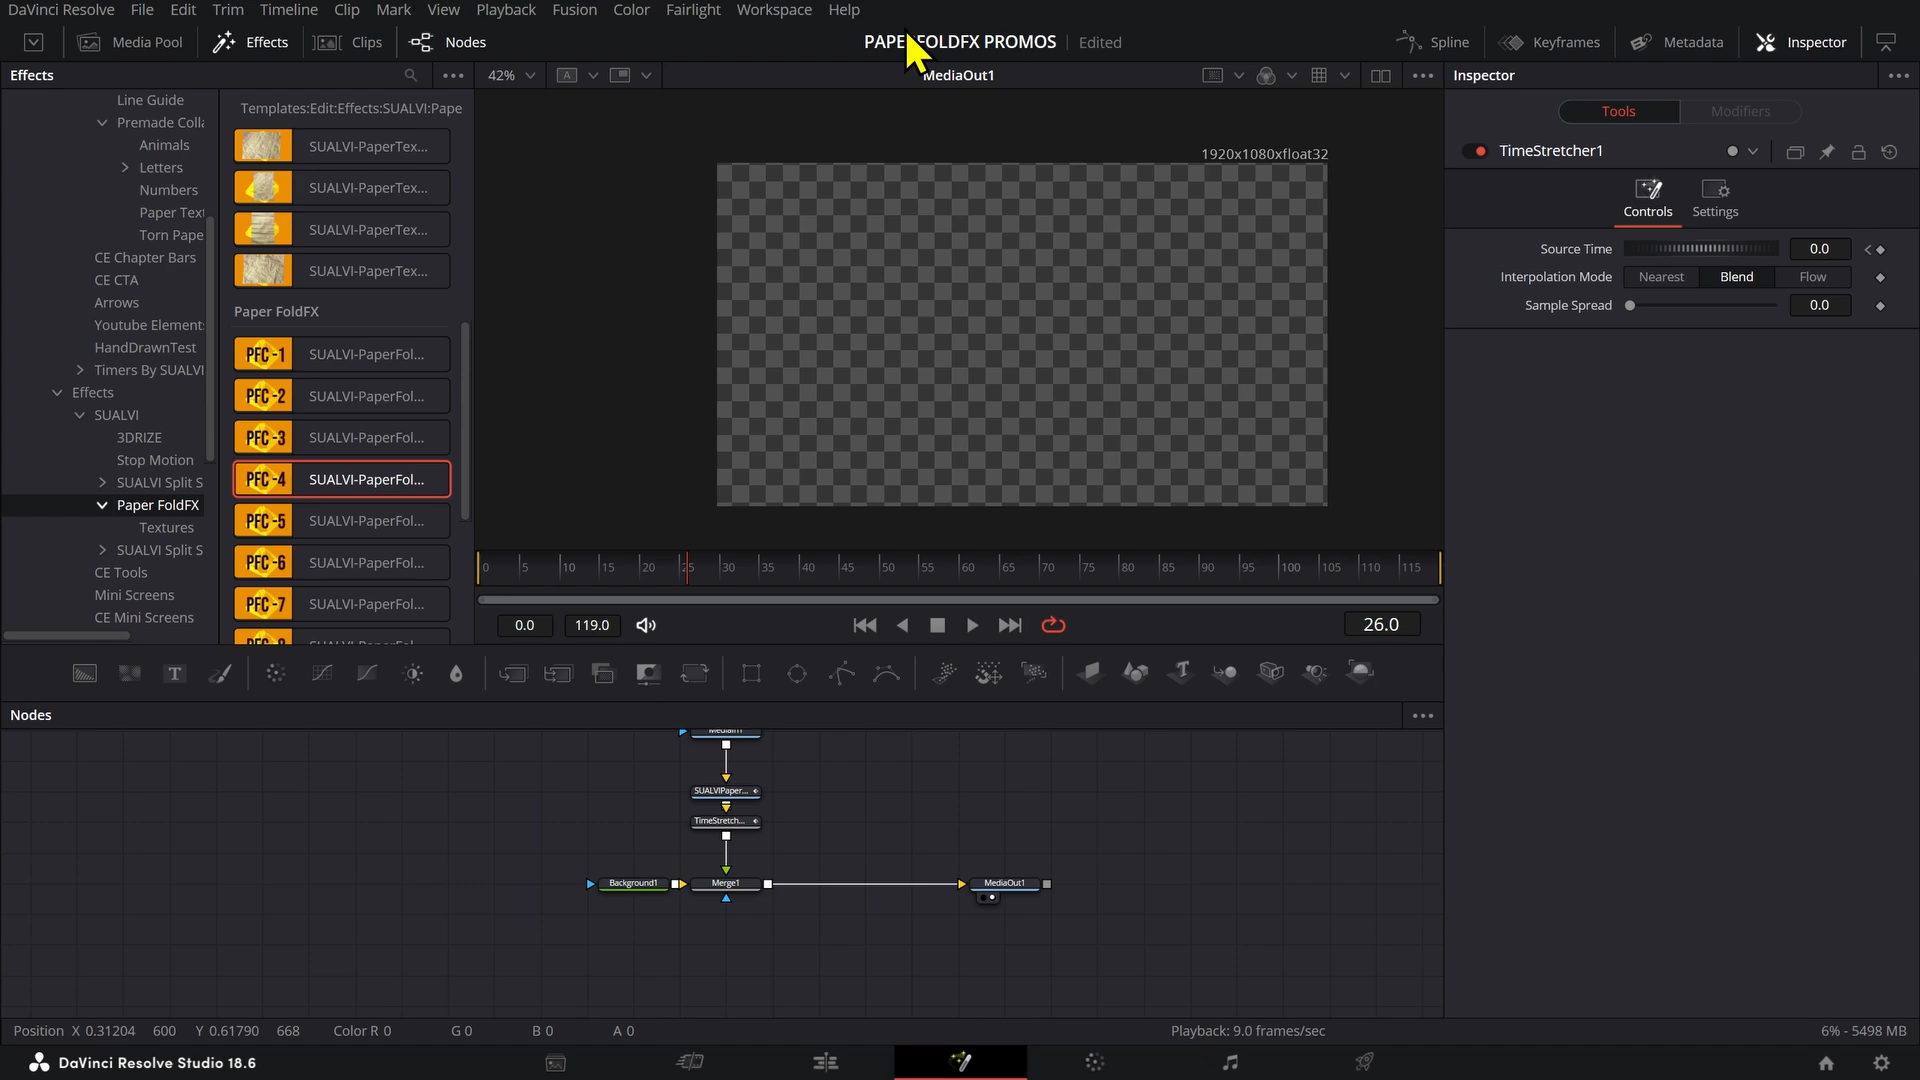 DaVinci Resolve File Edit Trim Timeline Clip Mark View Playback Fusion Color Fairlight Workspace Help
Media Pool Effects Clips Nodes PAPER FOLDFX PROMOS Edited Spline Keyframes Metadata Inspector
Effects 42% A MediaOut1 Inspector
Line Guide
Templates:Edit:Effects:SUALVI:Pape
Tools Modifiers
Premade Colla
Animals
SUALVI-PaperTex...
TimeStretcher1
1920x1080xfloat32
Letters
Numbers
SUALVI-PaperTex...
Paper Text
Controls Settings
Torn Pape
SUALVI-PaperTex...
CE Chapter Bars
Source Time 0.0
SUALVI-PaperTex...
CE CTA
Interpolation Mode Nearest Blend Flow
Arrows
Sample Spread 0.0
Paper FoldFX
Youtube Element
HandDrawnTest
PFC -1 SUALVI-PaperFol...
Timers By SUALVI
Effects
PFC -2 SUALVI-PaperFol...
SUALVI
3DRIZE
PFC -3 SUALVI-PaperFol...
Stop Motion
SUALVI Split S
PFC -4 SUALVI-PaperFol...
Paper FoldFX
Textures
PFC -5 SUALVI-PaperFol...
SUALVI Split S
PFC -6 SUALVI-PaperFol...
CE Tools
0 5 10 15 20 25 30 35 40 45 50 55 60 65 70 75 80 85 90 95 100 105 110 115
Mini Screens
PFC -7 SUALVI-PaperFol...
CE Mini Screens
0.0 119.0 26.0
T
T
Nodes
MediaIn1
SUALVIPaper...
TimeStretch...
Background1 Merge1 MediaOut1
Position X 0.31204 600 Y 0.61790 668 Color R 0 G 0 B 0 A 0 Playback: 9.0 frames/sec 6% - 5498 MB
DaVinci Resolve Studio 18.6